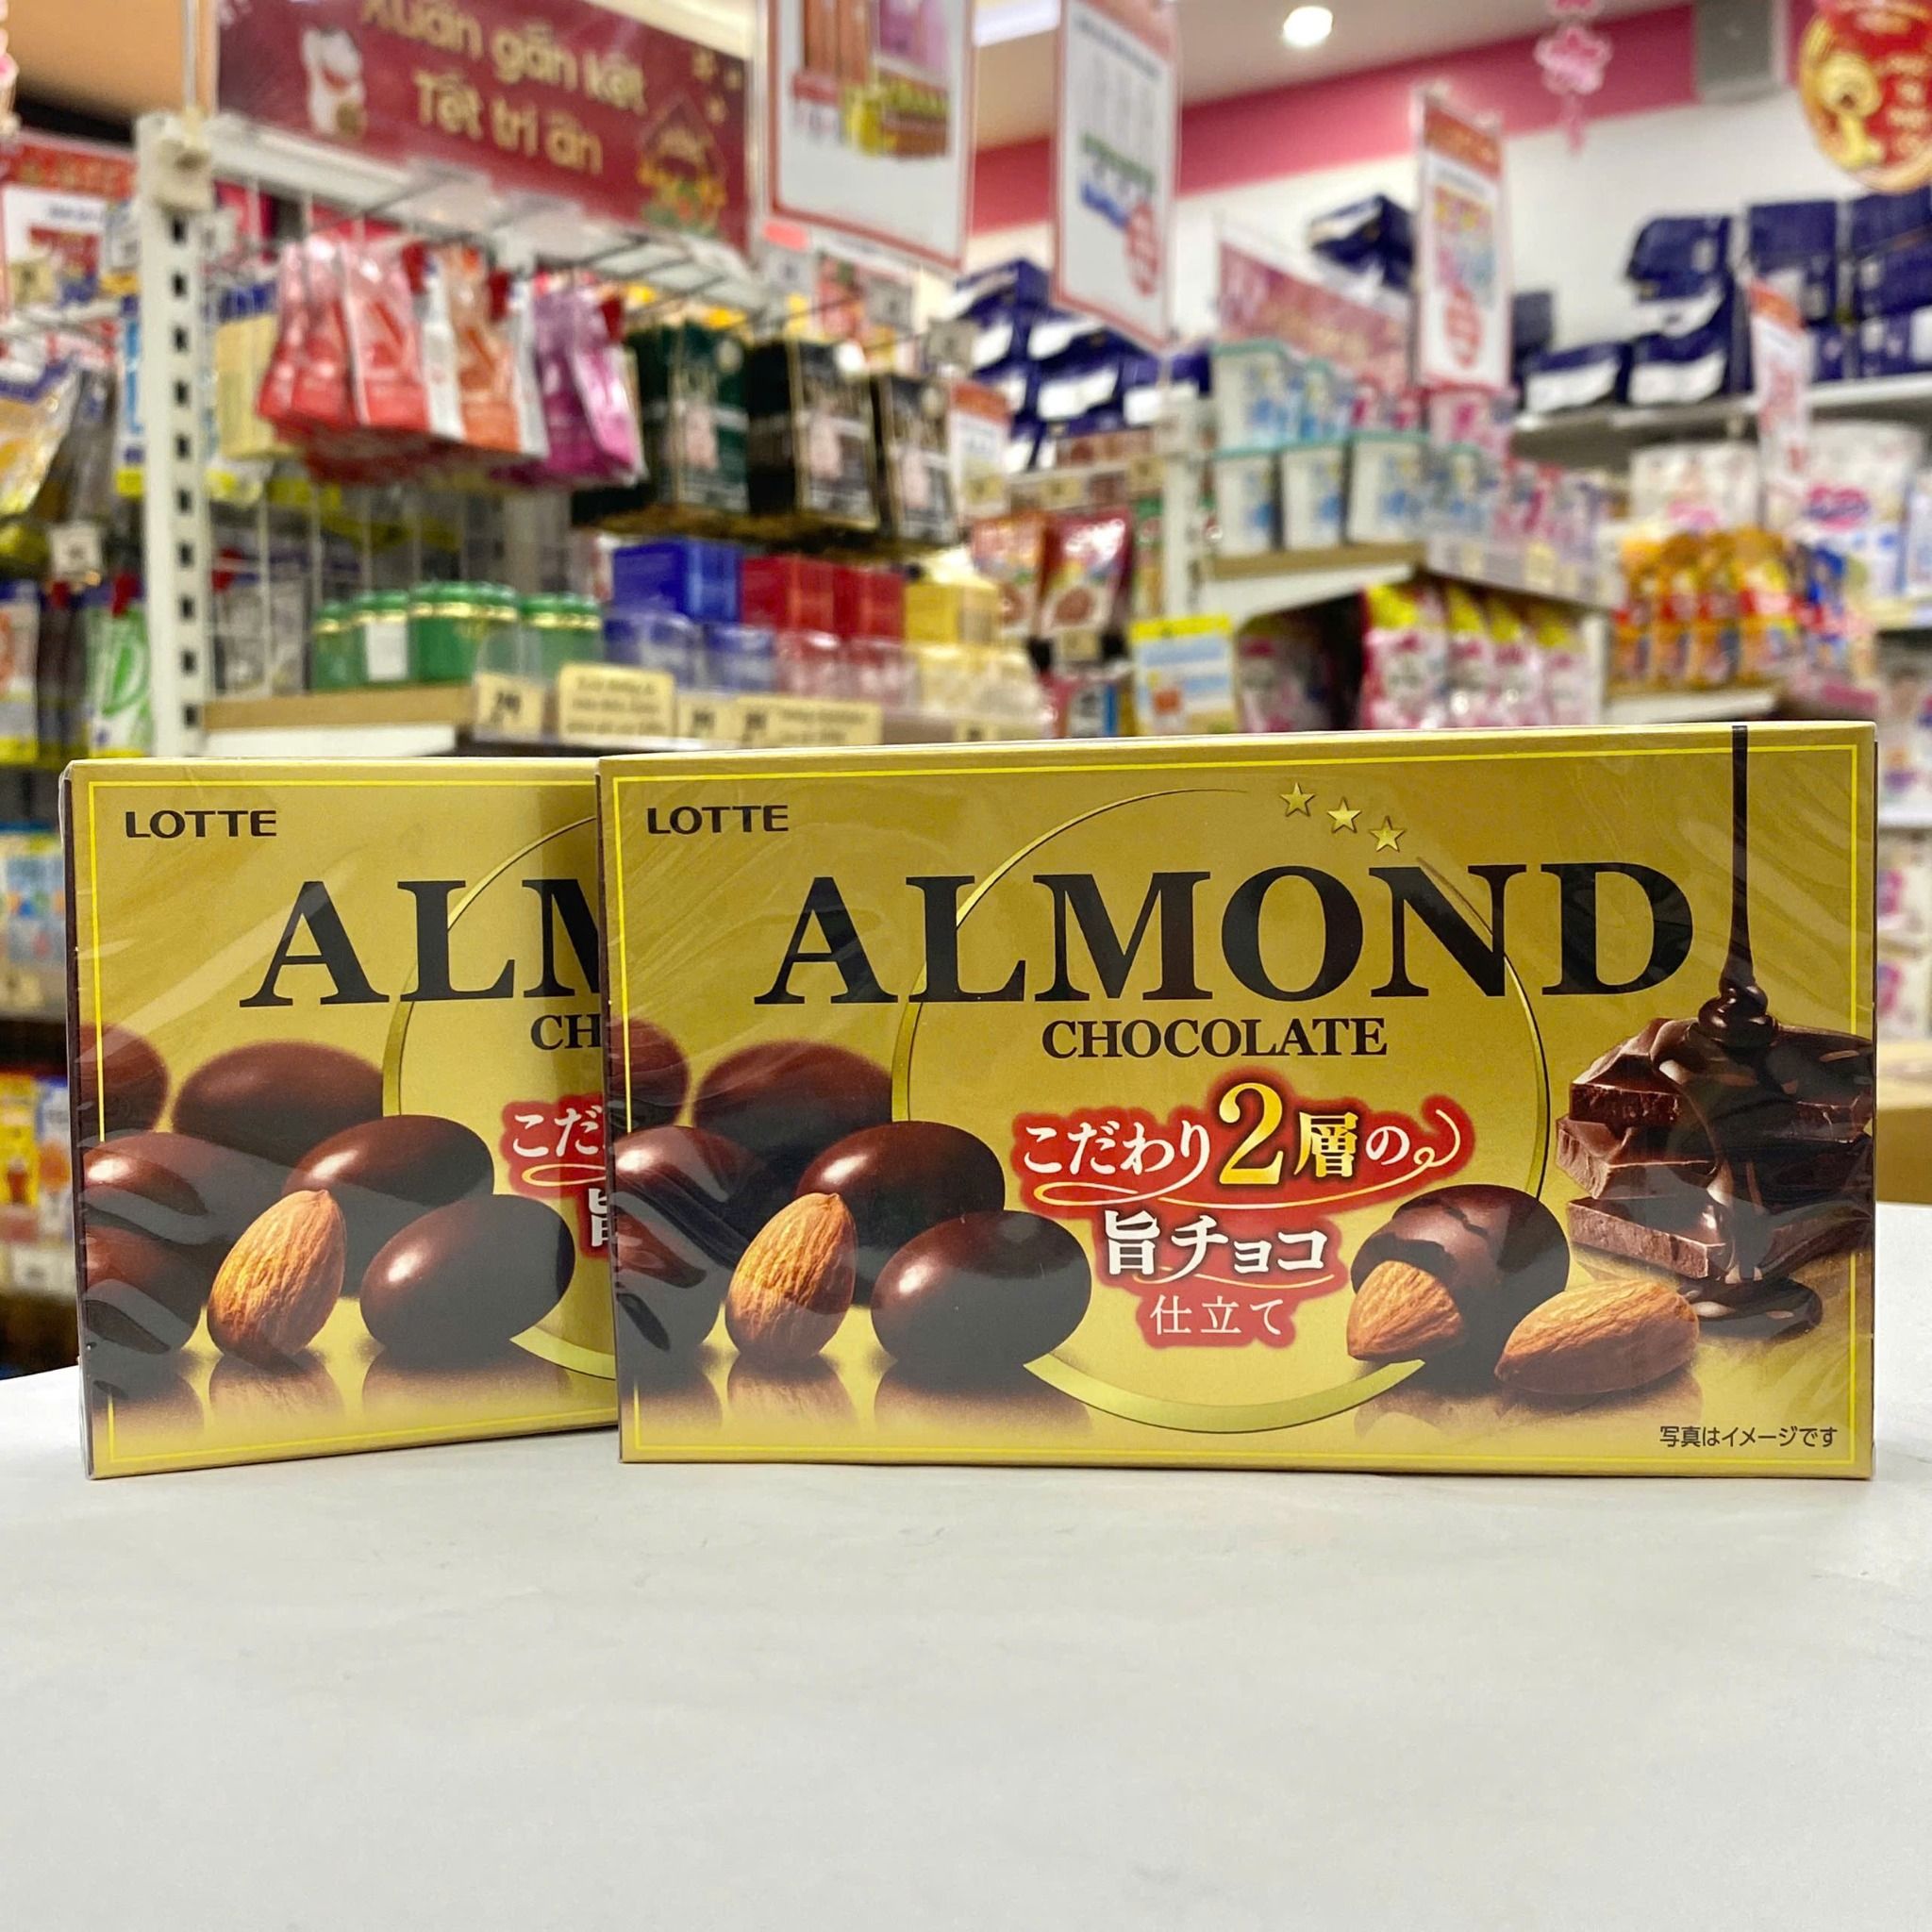 Xuân gắn kết
Tết tri ân
LOTTE
ALM
CH
こだ
旨
LOTTE
ALMOND
CHOCOLATE
こだわり2層の
旨チョコ
仕立て
写真はイメージです